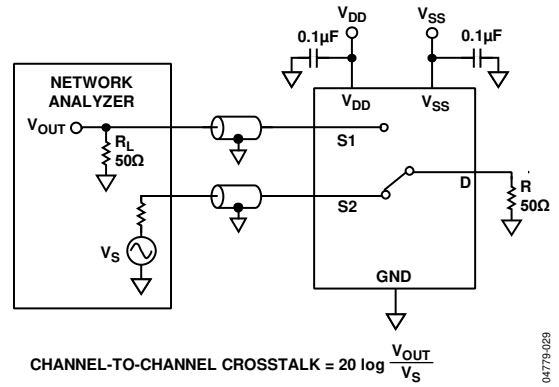 VDD
VSS
0.1µF
0.1µF
NETWORK
ANALYZER
VDD
VSS
VOUT
RL
50Ω
S1
S2
D
R
50Ω
VS
GND
CHANNEL-TO-CHANNEL CROSSTALK = 20 log VOUT
VS
04779-029